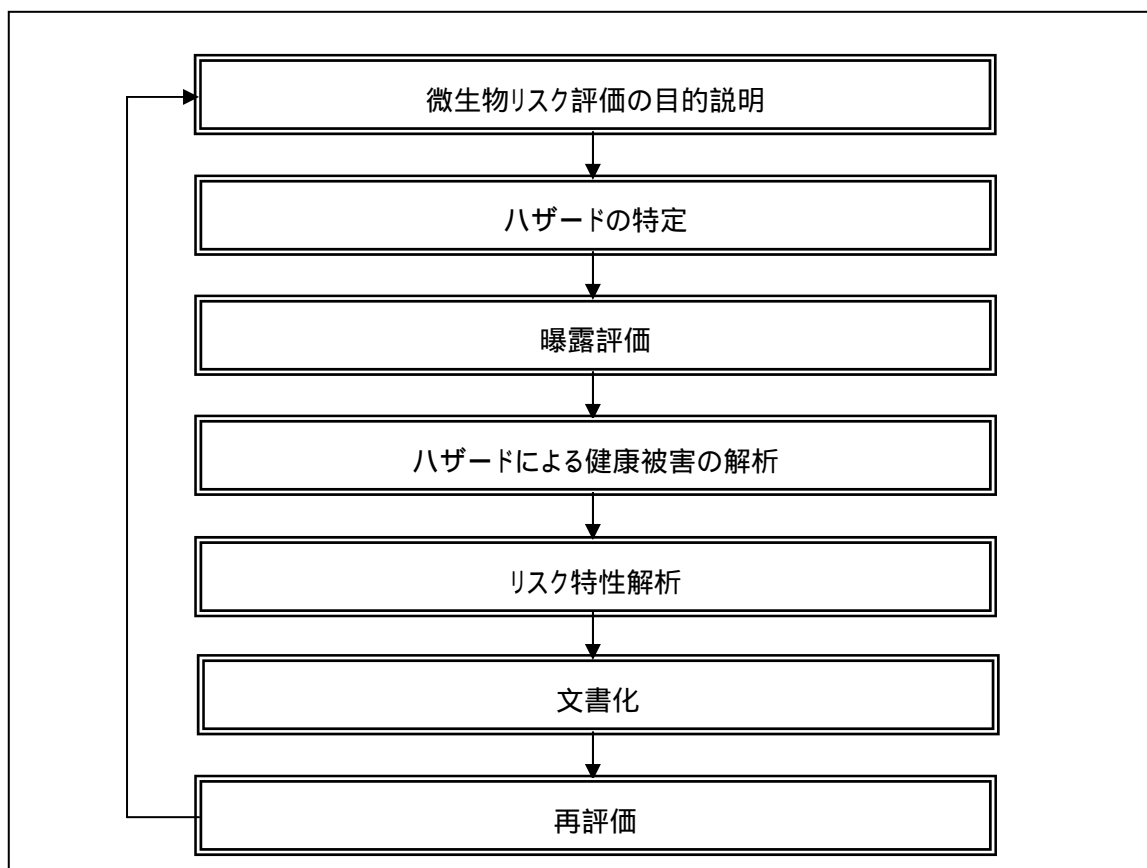 微生物リスク評価の目的説明
ハザードの特定
曝露評価
ハザードによる健康被害の解析
リスク特性解析
文書化
再評価